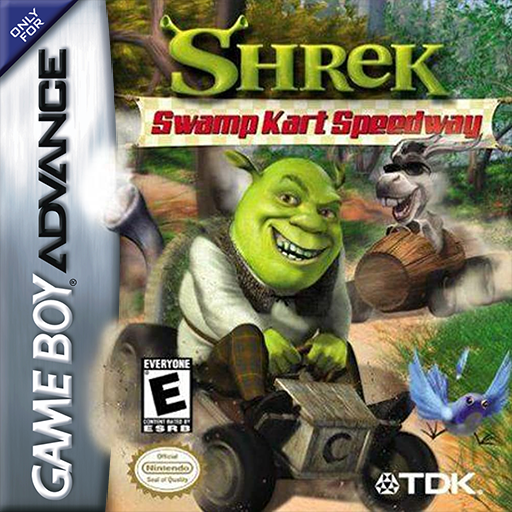 ONLY
FOR
GAME BOY ADVANCE
®
SHREK
Swamp Kart Speedway
EVERYONE
E
CONTENT RATED BY
ESRB
Official
Nintendo
Seal of Quality
C
TDK®